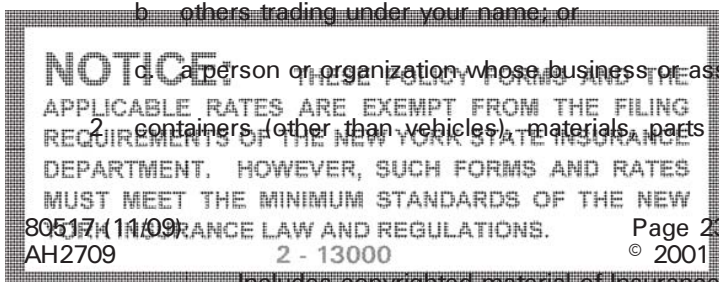 b others trading under your name; or
NOTICE: THESE POLICY FORMS AND THE
c. a person or organization whose business or ass
APPLICABLE RATES ARE EXEMPT FROM THE FILING
2 containers (other than vehicles), materials, parts
REQUIREMENTS OF THE NEW YORK STATE INSURANCE
DEPARTMENT. HOWEVER, SUCH FORMS AND RATES
MUST MEET THE MINIMUM STANDARDS OF THE NEW
YORK INSURANCE LAW AND REGULATIONS.
80517 (11/09) Page 23
AH2709 2 - 13000 © 2001
Includes copyrighted material of Insurance